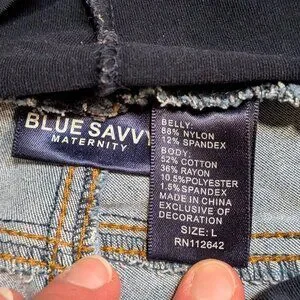 BLUE SAVVY
MATERNITY
BELLY:
88% NYLON
12% SPANDEX
BODY:
52% COTTON
36% RAYON
10.5%POLYESTER
1.5% SPANDEX
MADE IN CHINA
EXCLUSIVE OF
DECORATION
SIZE: L
RN112642